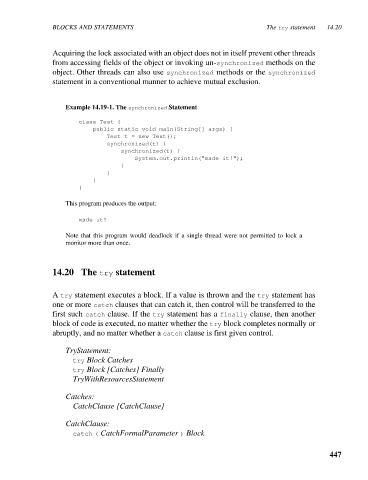 BLOCKS AND STATEMENTS The try statement 14.20
Acquiring the lock associated with an object does not in itself prevent other threads
from accessing fields of the object or invoking un-synchronized methods on the
object. Other threads can also use synchronized methods or the synchronized
statement in a conventional manner to achieve mutual exclusion.
Example 14.19-1. The synchronized Statement
class Test {
    public static void main(String[] args) {
        Test t = new Test();
        synchronized(t) {
            synchronized(t) {
                System.out.println("made it!");
            }
        }
    }
}
This program produces the output:
made it!
Note that this program would deadlock if a single thread were not permitted to lock a
monitor more than once.
14.20 The try statement
A try statement executes a block. If a value is thrown and the try statement has
one or more catch clauses that can catch it, then control will be transferred to the
first such catch clause. If the try statement has a finally clause, then another
block of code is executed, no matter whether the try block completes normally or
abruptly, and no matter whether a catch clause is first given control.
TryStatement:
try Block Catches
try Block [Catches] Finally
TryWithResourcesStatement
Catches:
CatchClause {CatchClause}
CatchClause:
catch ( CatchFormalParameter ) Block
447